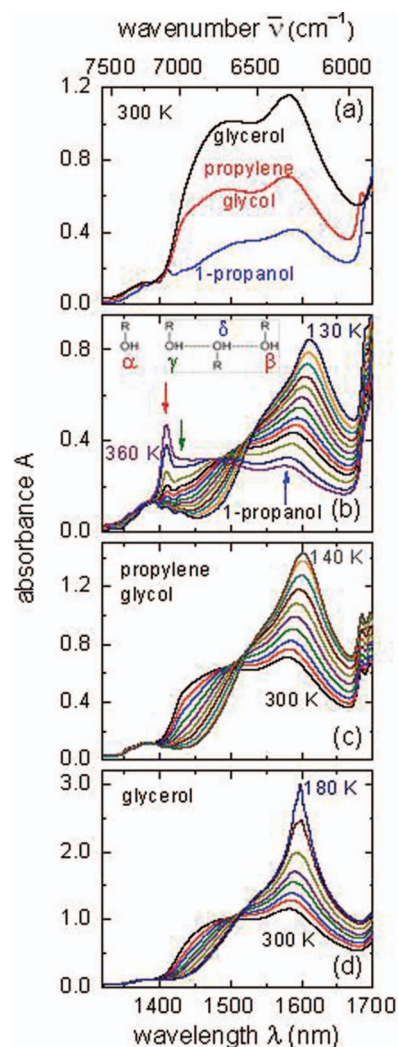 wavenumber ν̄ (cm⁻¹)
7500 7000 6500 6000
300 K (a)
glycerol
propylene
glycol
1-propanol
1.2
0.8
0.4
0.0
R R δ R 130 K
OH OH OH OH
α γ R β
360 K
1-propanol (b)
0.8
0.4
0.0
absorbance A
propylene 140 K
glycol
300 K (c)
1.2
0.8
0.4
0.0
glycerol 180 K
300 K
(d)
3.0
2.0
1.0
0.0
1400 1500 1600 1700
wavelength λ (nm)